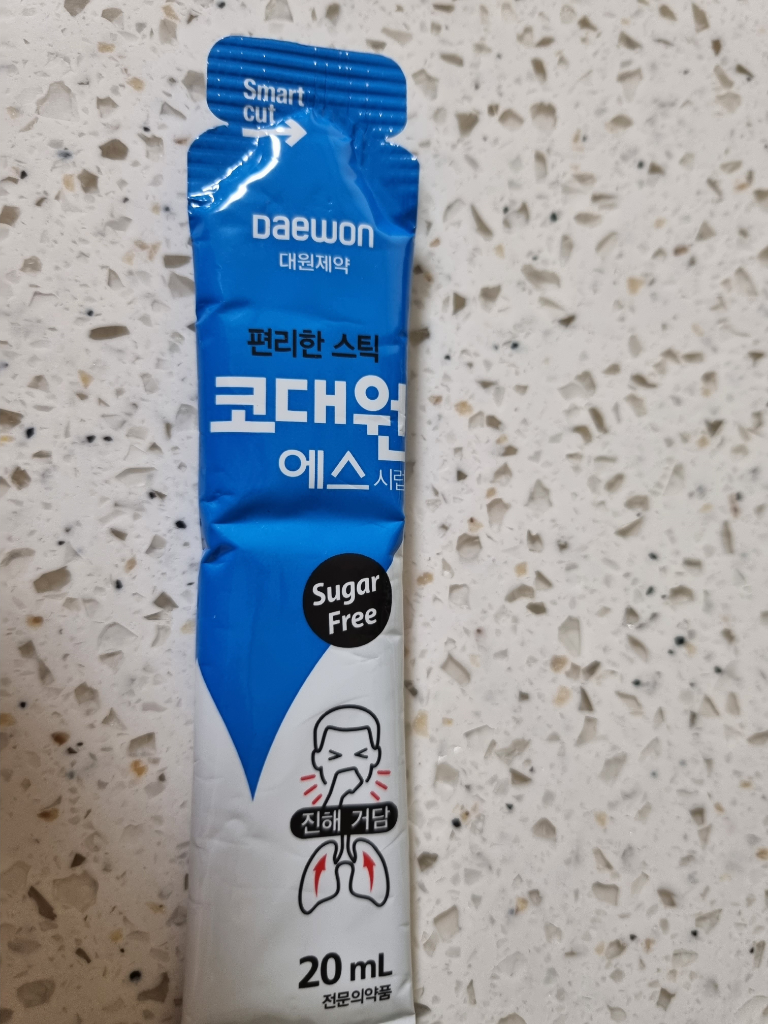 Smart
cut
Daewon
대원제약
편리한 스틱
코대원
에스 시럽
Sugar
Free
진해 거담
20 mL
전문의약품